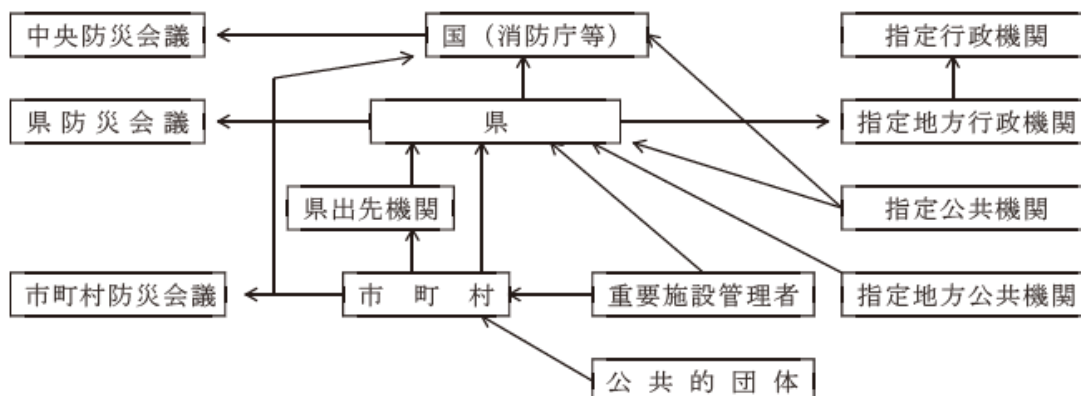 中央防災会議
国（消防庁等）
指定行政機関
県防災会議
県
指定地方行政機関
県出先機関
指定公共機関
市町村防災会議
市町村
重要施設管理者
指定地方公共機関
公共的団体